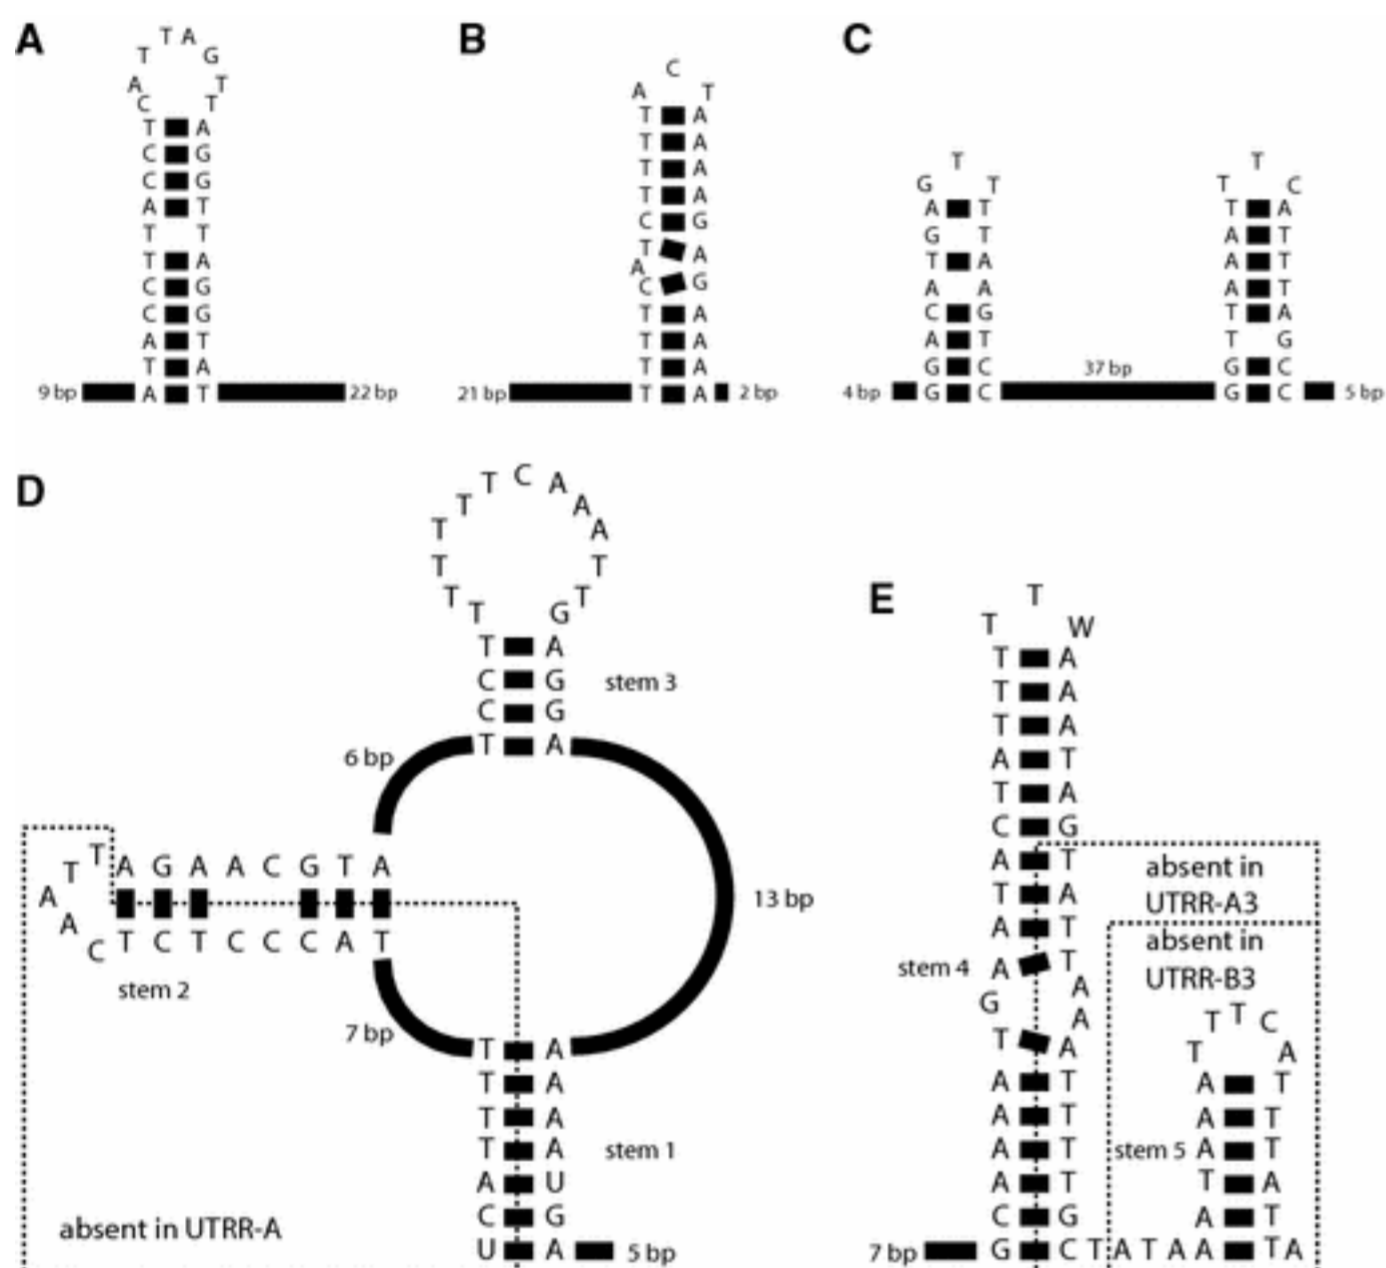 A
T A
T G
A T
C T
T A
C G
C G
A T
T T
T A
C G
C G
A T
T A
9 bp A T 22 bp
B
C
A T
T A
T A
T A
T A
C G
T A
A
C G
T A
T A
T A
21 bp T A 2 bp
C
T T
G T T C
A T T A
G T A T
T A A T
A A A T
C G T A
A T T G
37 bp
G C G C
4 bp G C G C 5 bp
D
T C A
T A
T A
T T
T T
T G
T A
C G stem 3
C G
6 bp T A
T A G A A C G T A
T
A
A
13 bp
C T C T C C C A T
stem 2
7 bp
T A
T A
T A
T A stem 1
A U
C G
absent in UTRR-A
U A 5 bp
E
T
T W
T A
T A
T A
A T
T A
C G
A T
T A
A T
stem 4 A T
G A
A
T A
A T
A T
A T
A T
C G
7 bp G C T A T A A T A
absent in
UTRR-A3
absent in
UTRR-B3
T T C
T A
A T
A T
stem 5 A T
T A
A T